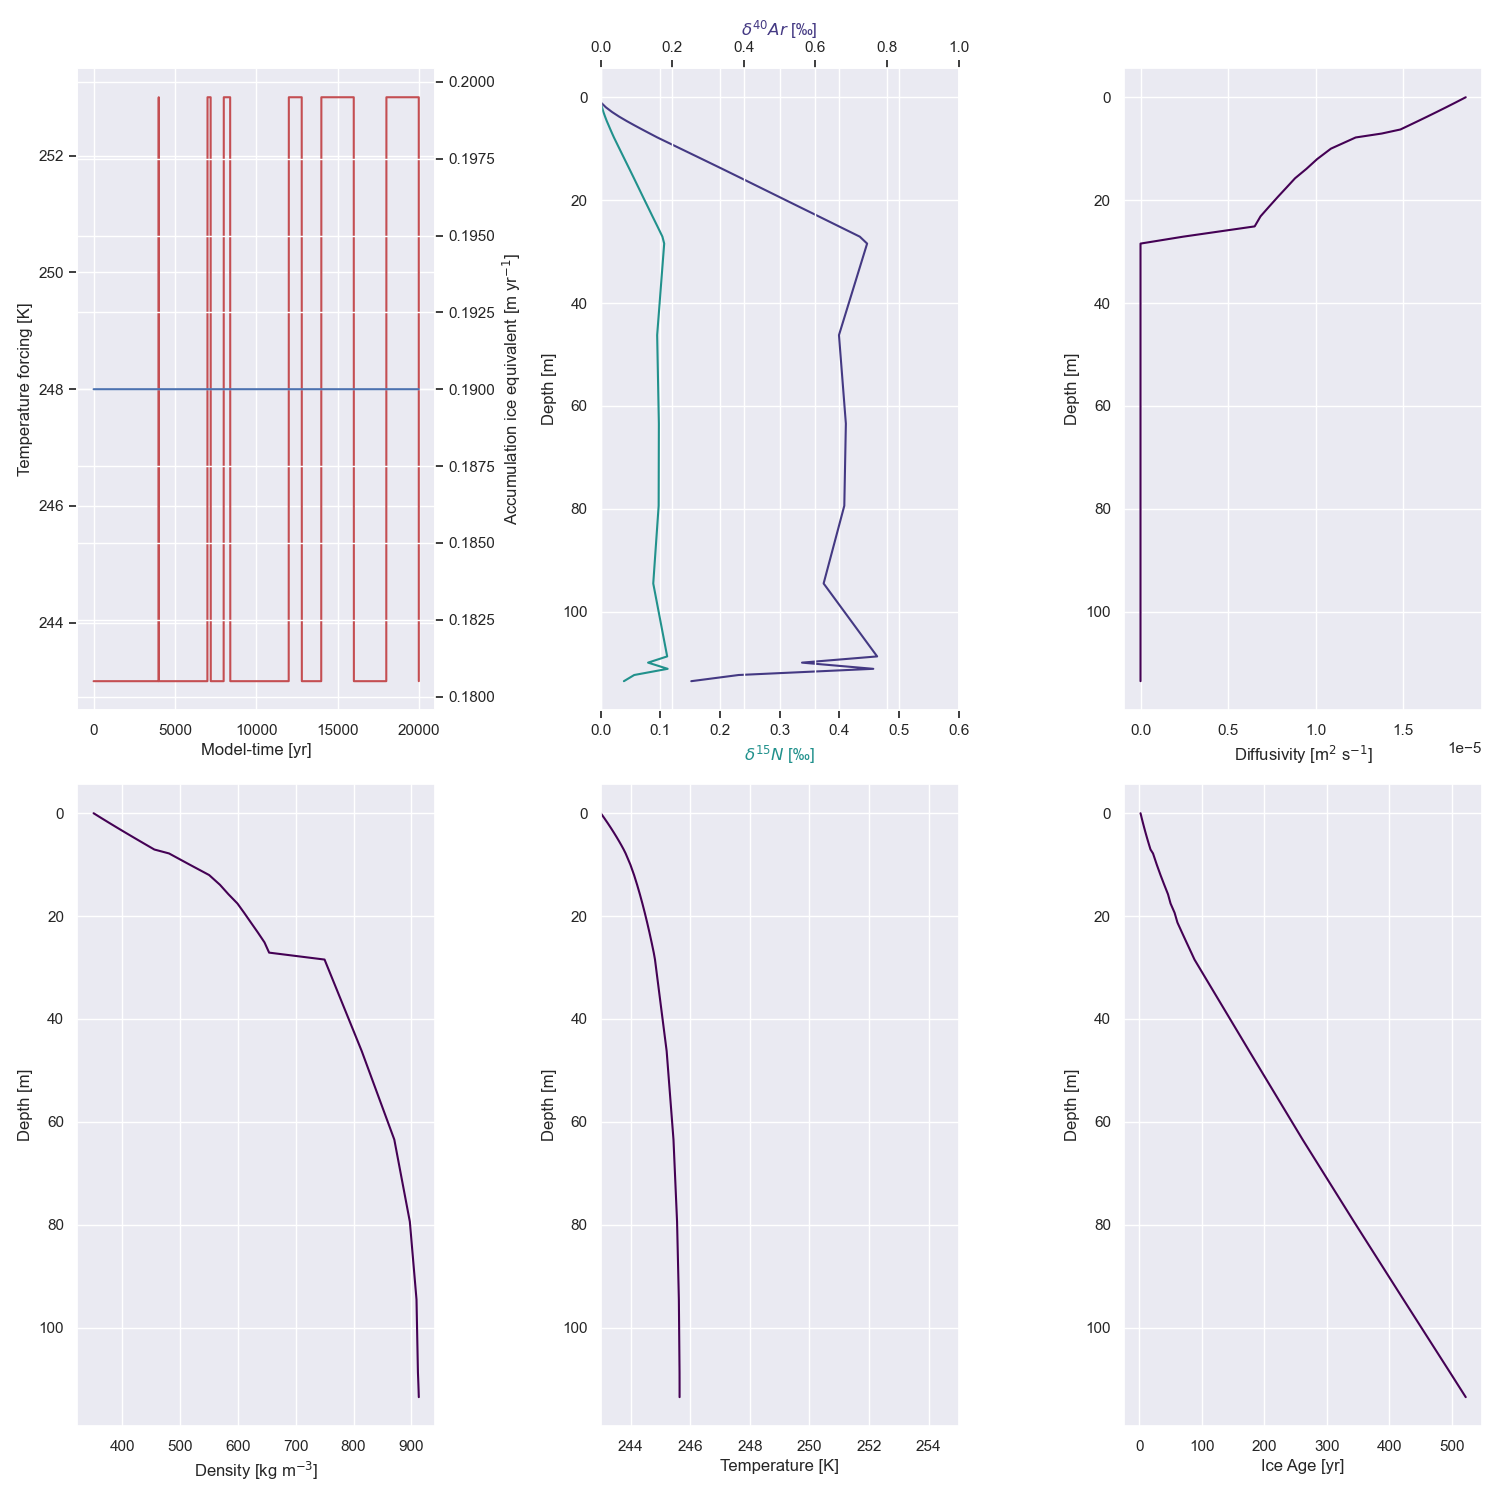 δ⁴⁰Ar [‰]
0.0 0.2 0.4 0.6 0.8 1.0
Temperature forcing [K]
252
250
248
246
244
0 5000 10000 15000 20000
Model-time [yr]
0.2000
0.1975
0.1950
0.1925
0.1900
0.1875
0.1850
0.1825
0.1800
Accumulation ice equivalent [m yr⁻¹]
Depth [m]
0
20
40
60
80
100
0.0 0.1 0.2 0.3 0.4 0.5 0.6
δ¹⁵N [‰]
Depth [m]
0
20
40
60
80
100
0.0 0.5 1.0 1.5
1e−5
Diffusivity [m² s⁻¹]
Depth [m]
0
20
40
60
80
100
400 500 600 700 800 900
Density [kg m⁻³]
Depth [m]
0
20
40
60
80
100
244 246 248 250 252 254
Temperature [K]
Depth [m]
0
20
40
60
80
100
0 100 200 300 400 500
Ice Age [yr]